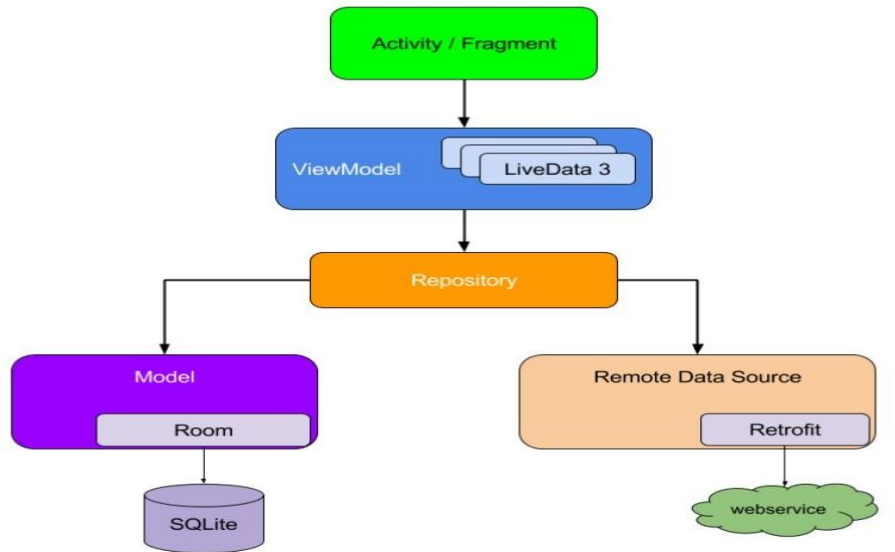 Activity / Fragment
ViewModel
LiveData 3
Repository
Model
Room
SQLite
Remote Data Source
Retrofit
webservice